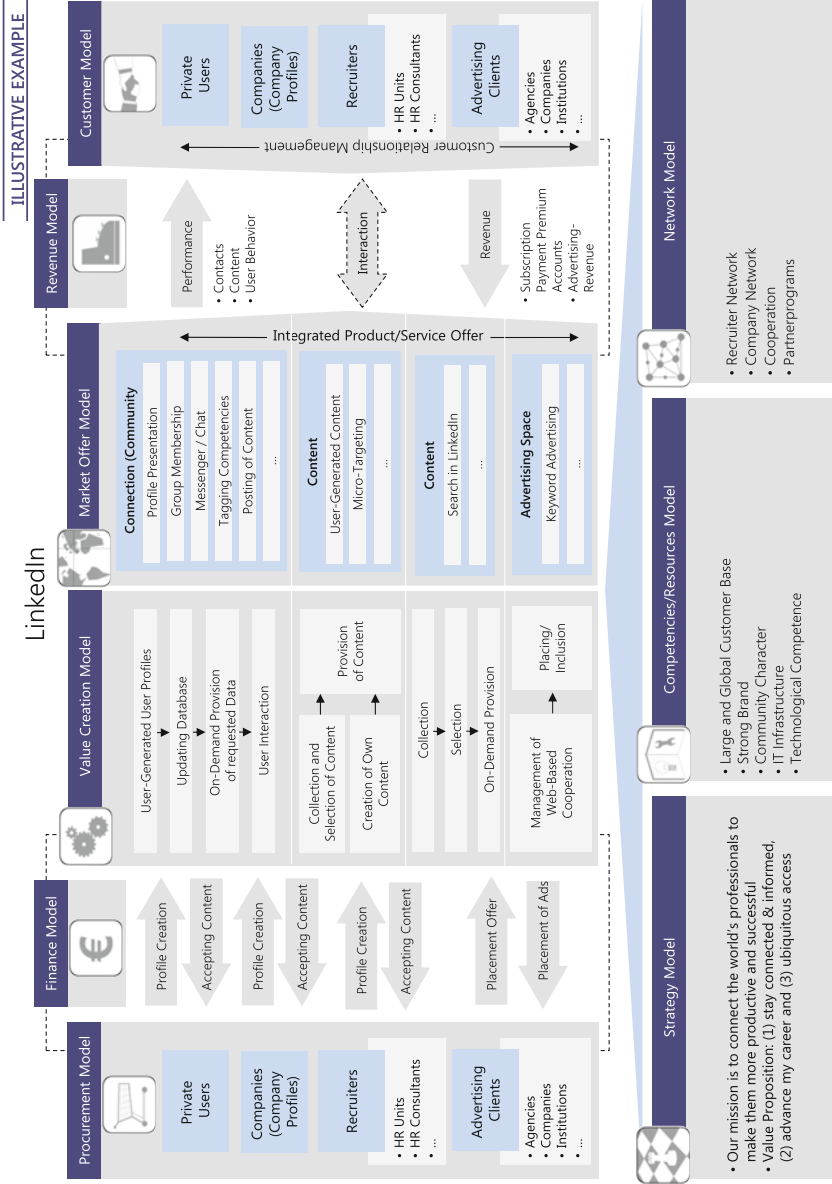 ILLUSTRATIVE EXAMPLE
LinkedIn
Finance Model
Revenue Model
Procurement Model
Value Creation Model
Market Offer Model
Customer Model
€
Private
Users
Companies
(Company
Profiles)
Recruiters
• HR Units
• HR Consultants
• ...
Advertising
Clients
• Agencies
• Companies
• Institutions
• ...
Profile Creation
Accepting Content
Profile Creation
Accepting Content
Profile Creation
Accepting Content
Placement Offer
Placement of Ads
User-Generated User Profiles
Updating Database
On-Demand Provision
of requested Data
User Interaction
Collection and
Selection of Content
Creation of Own
Content
Provision
of Content
Collection
Selection
On-Demand Provision
Management of
Web-Based
Cooperation
Placing/
Inclusion
Connection (Community
Profile Presentation
Group Membership
Messenger / Chat
Tagging Competencies
Posting of Content
...
Content
User-Generated Content
Micro-Targeting
...
Content
Search in LinkedIn
...
Advertising Space
Keyword Advertising
...
Integrated Product/Service Offer
Performance
• Contacts
• Content
• User Behavior
Interaction
Revenue
• Subscription
Payment Premium
Accounts
• Advertising-
Revenue
Customer Relationship Management
Private
Users
Companies
(Company
Profiles)
Recruiters
• HR Units
• HR Consultants
• ...
Advertising
Clients
• Agencies
• Companies
• Institutions
• ...
Strategy Model
• Our mission is to connect the world's professionals to
make them more productive and successful
• Value Proposition: (1) stay connected & informed,
(2) advance my career and (3) ubiquitous access
Competencies/Resources Model
• Large and Global Customer Base
• Strong Brand
• Community Character
• IT Infrastructure
• Technological Competence
Network Model
• Recruiter Network
• Company Network
• Cooperation
• Partnerprograms